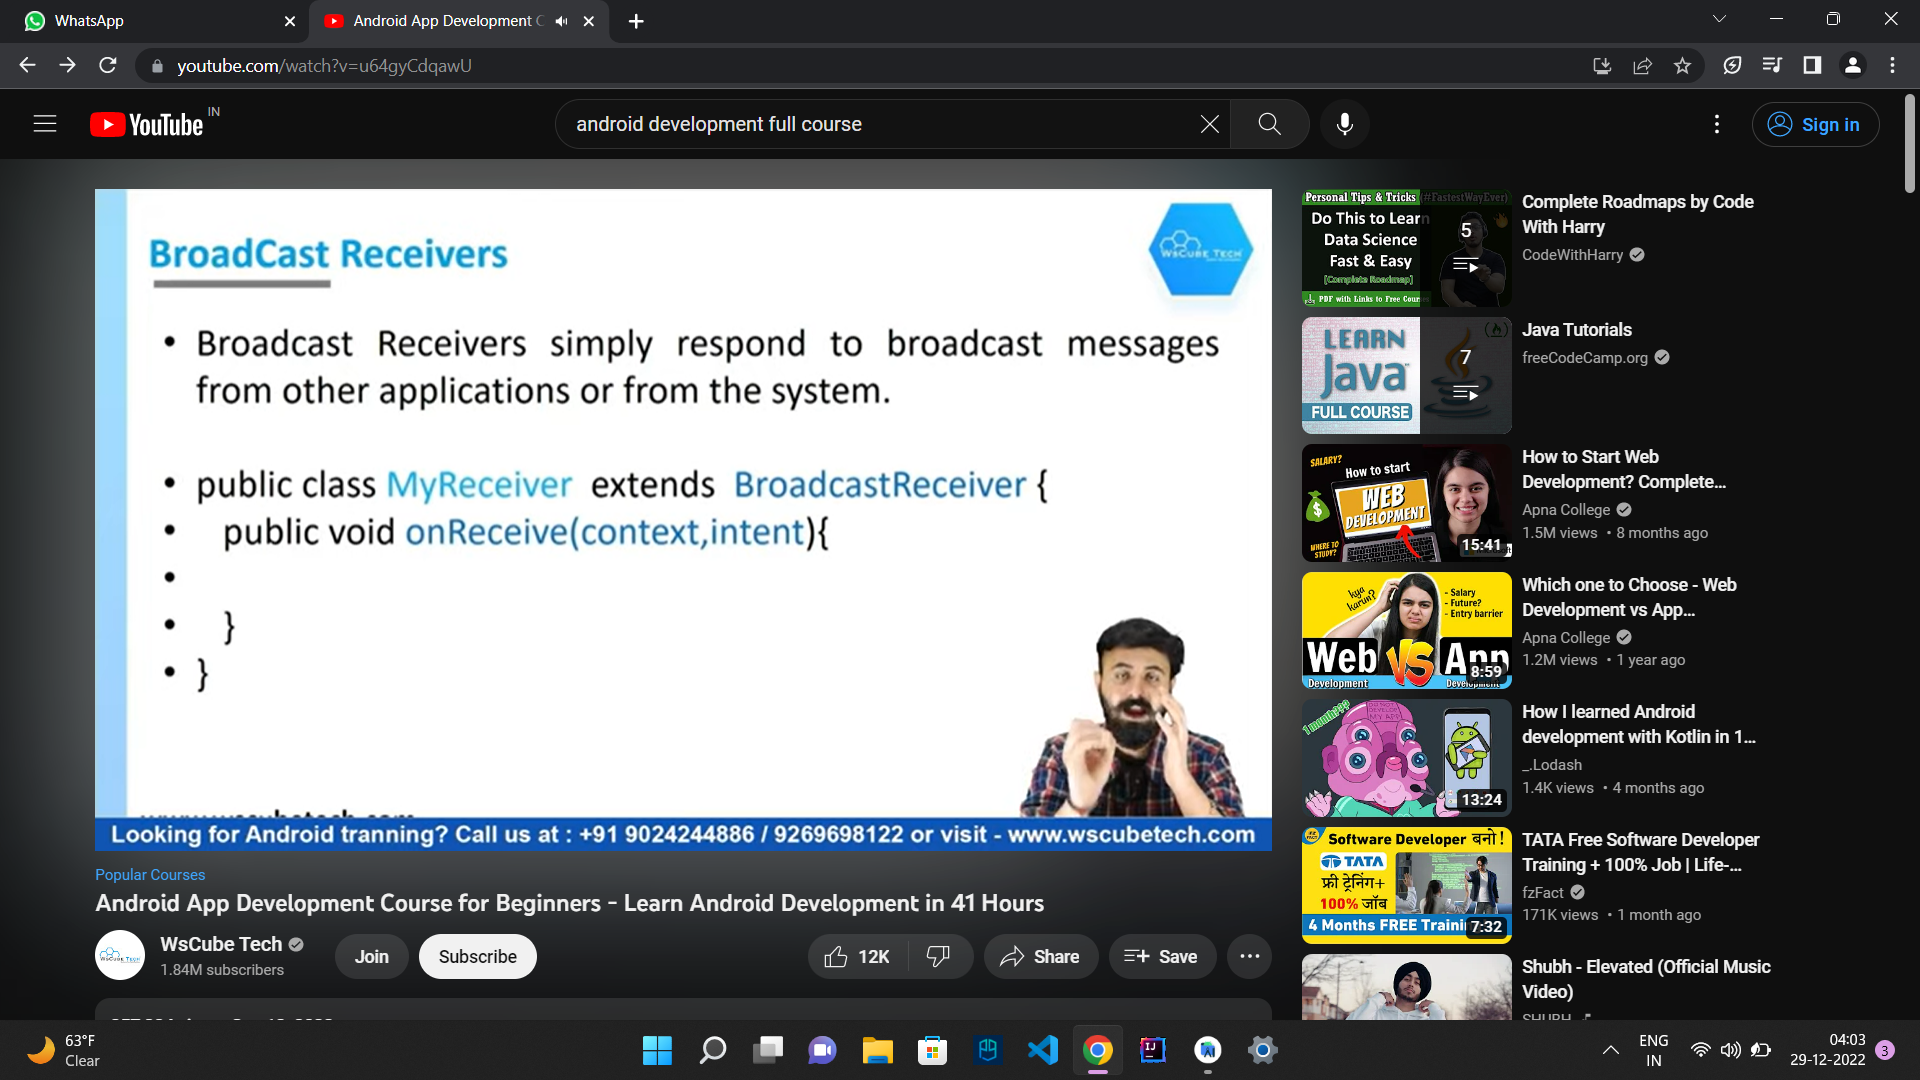 WhatsApp
Android App Development C
youtube.com/watch?v=u64gyCdqawU
YouTube IN
android development full course
Sign in
BroadCast Receivers
WSCUBE TECH
• Broadcast Receivers simply respond to broadcast messages
from other applications or from the system.
• public class MyReceiver extends BroadcastReceiver {
• public void onReceive(context,intent){
•
• }
• }
Looking for Android tranning? Call us at : +91 9024244886 / 9269698122 or visit - www.wscubetech.com
Popular Courses
Android App Development Course for Beginners - Learn Android Development in 41 Hours
WsCube Tech
1.84M subscribers
Join
Subscribe
12K
Share
Save
Personal Tips & Tricks (#FastestWayEver)
Do This to Learn
Data Science
Fast & Easy
[Complete Roadmap]
PDF with Links to Free Cour
5
Complete Roadmaps by Code
With Harry
CodeWithHarry
LEARN
Java
FULL COURSE
7
Java Tutorials
freeCodeCamp.org
SALARY?
How to start
WEB
DEVELOPMENT
WHERE TO
STUDY?
15:41
How to Start Web
Development? Complete...
Apna College
1.5M views • 8 months ago
kya
karun?
- Salary
- Future?
- Entry barrier
Web VS App
Development
8:59
Which one to Choose - Web
Development vs App...
Apna College
1.2M views • 1 year ago
1 month???
13:24
How I learned Android
development with Kotlin in 1...
_.Lodash
1.4K views • 4 months ago
Software Developer बनो!
TATA
फ्री ट्रेनिंग+
100% जॉब
4 Months FREE Traini
7:32
TATA Free Software Developer
Training + 100% Job | Life-...
fzFact
171K views • 1 month ago
Shubh - Elevated (Official Music
Video)
SHUBH
63°F
Clear
ENG
IN
04:03
29-12-2022
3